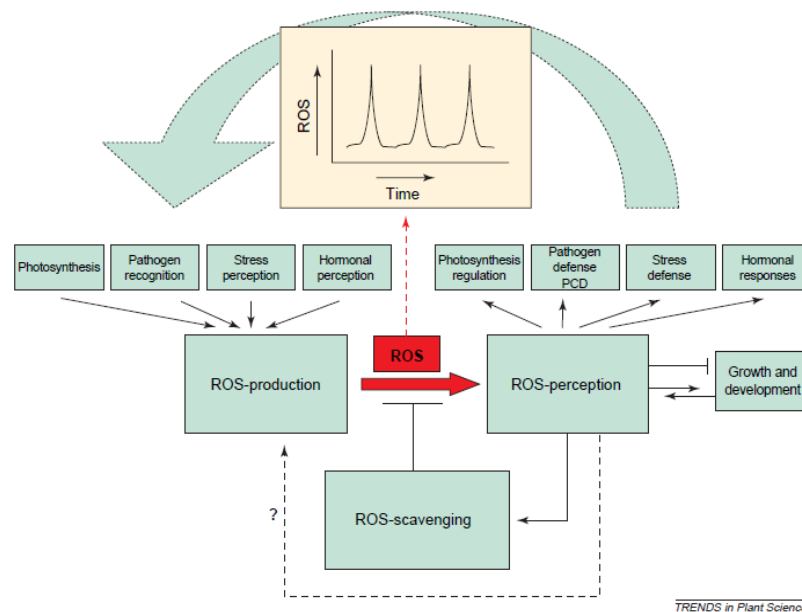 ROS
Time
Photosynthesis
Pathogen
recognition
Stress
perception
Hormonal
perception
Photosynthesis
regulation
Pathogen
defense
PCD
Stress
defense
Hormonal
responses
ROS
ROS-production
ROS-perception
Growth and
development
ROS-scavenging
?
TRENDS in Plant Science